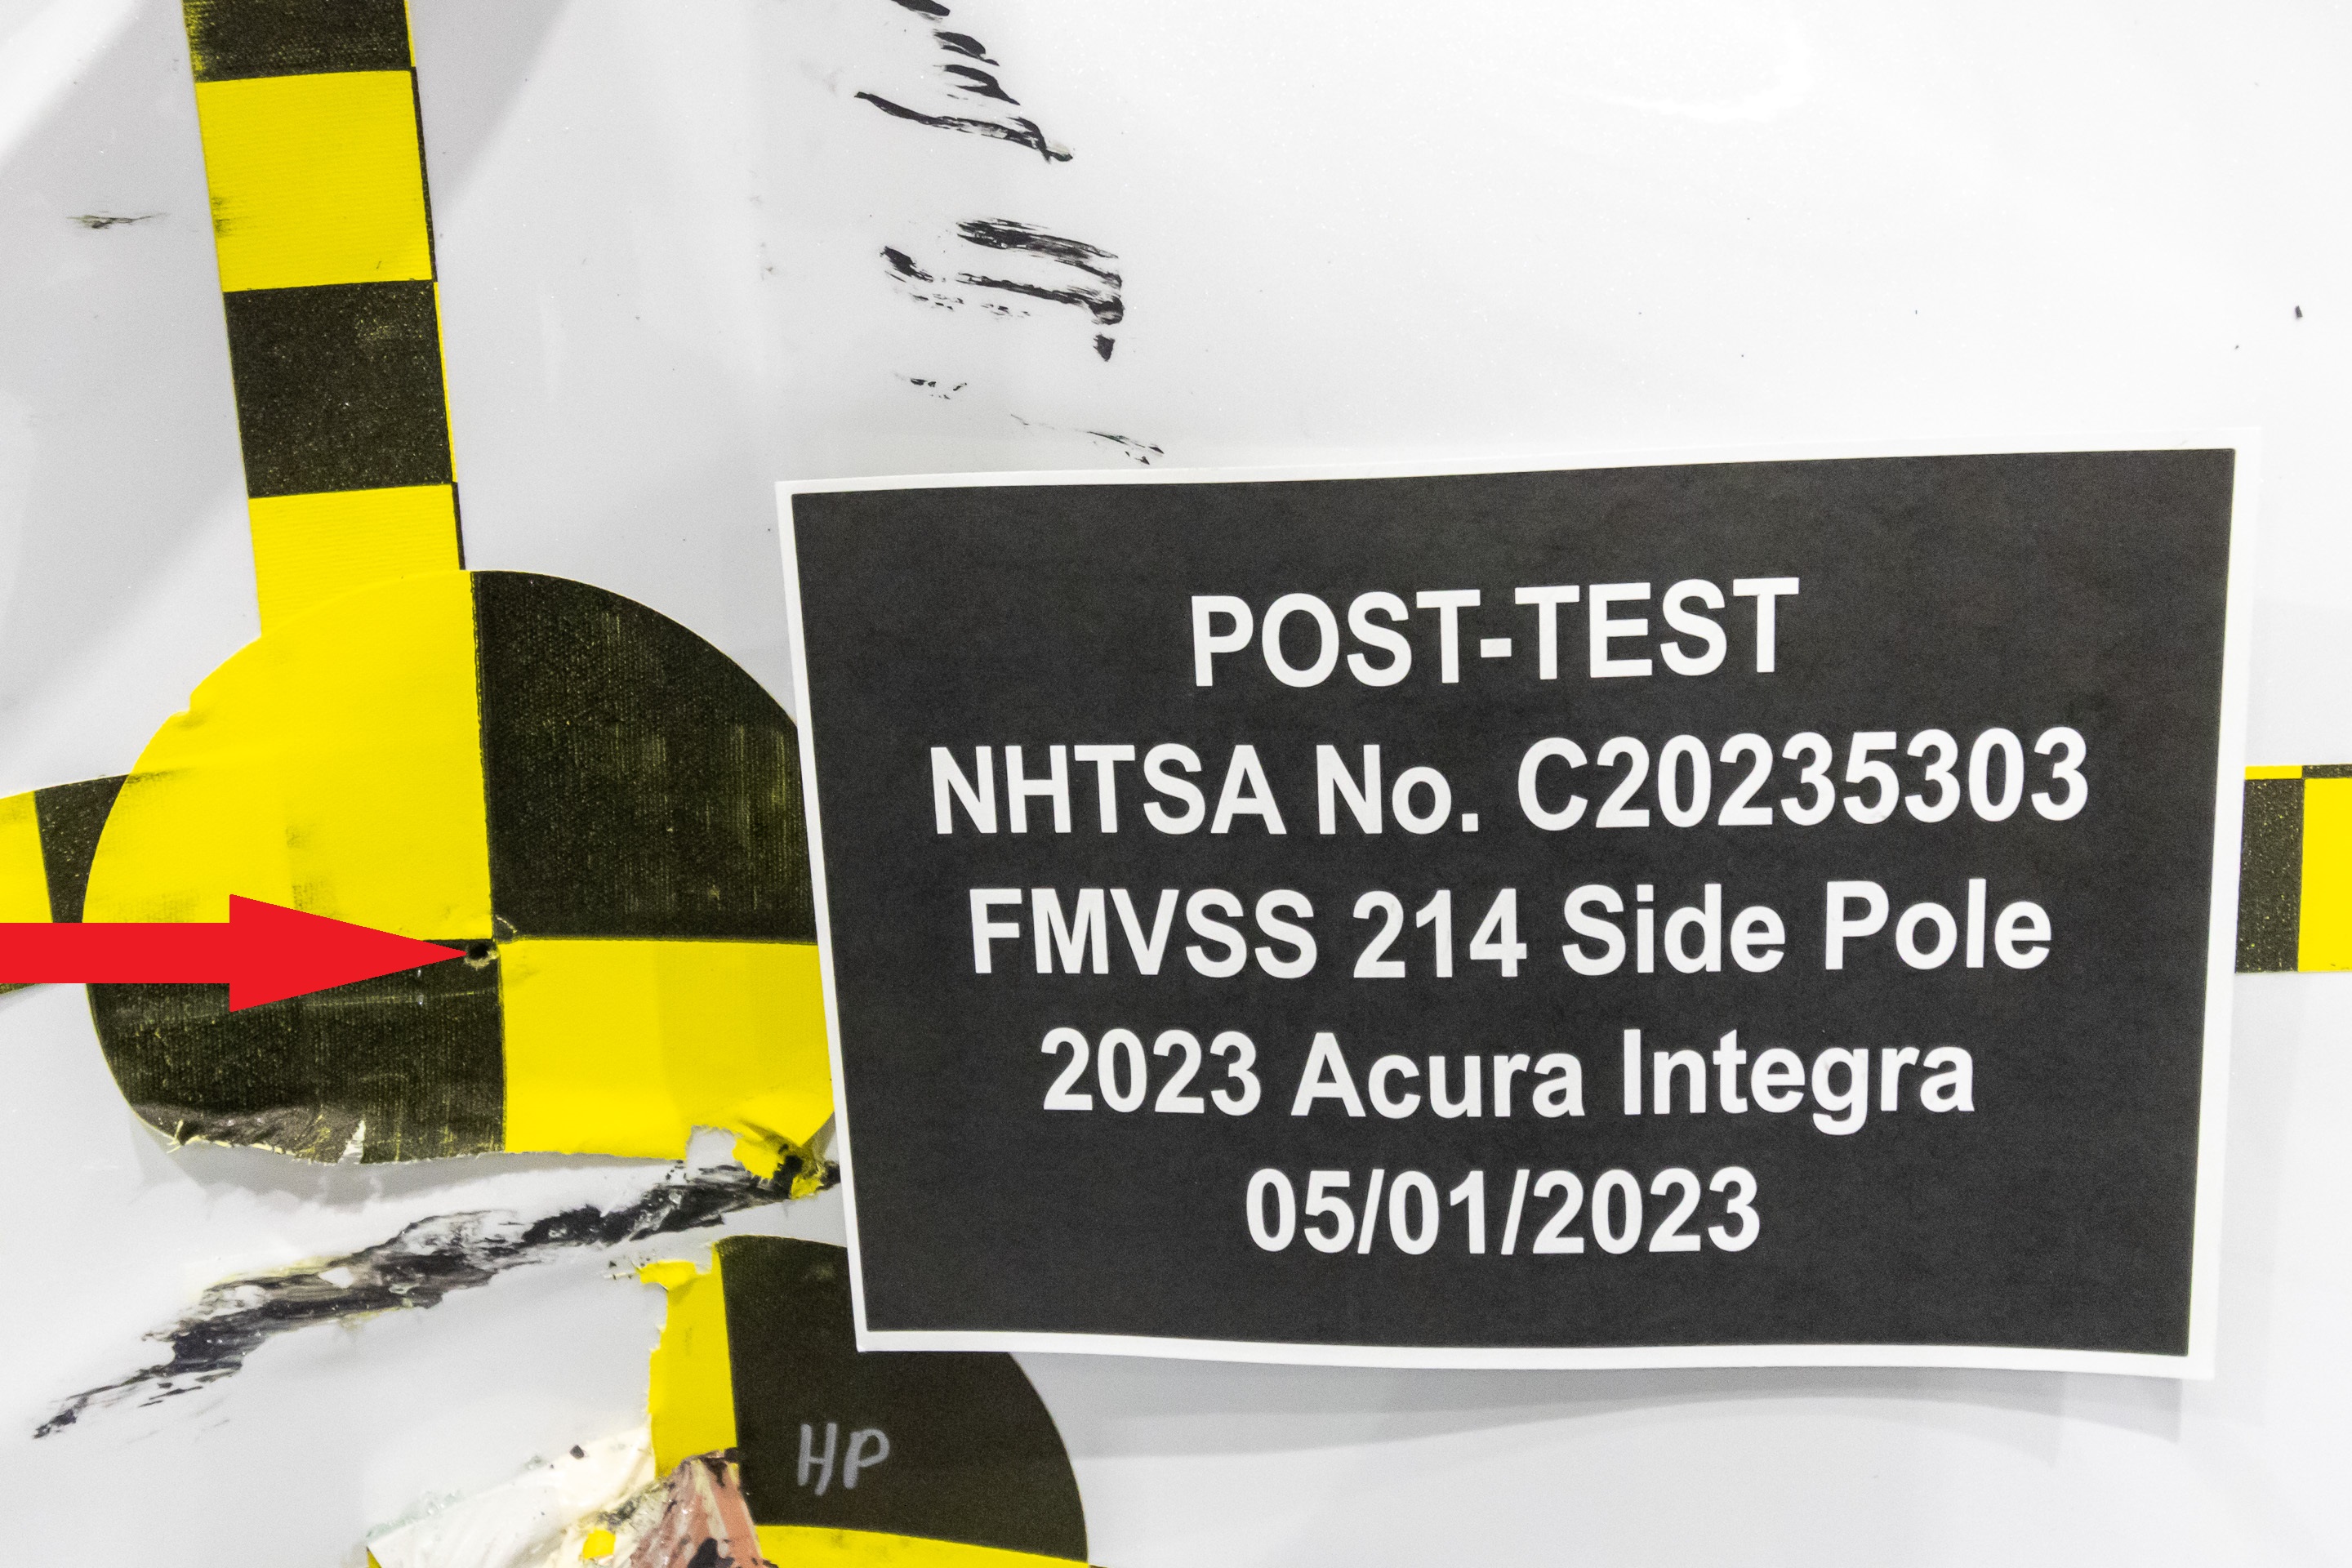 POST-TEST
NHTSA No. C20235303
FMVSS 214 Side Pole
2023 Acura Integra
05/01/2023
HP